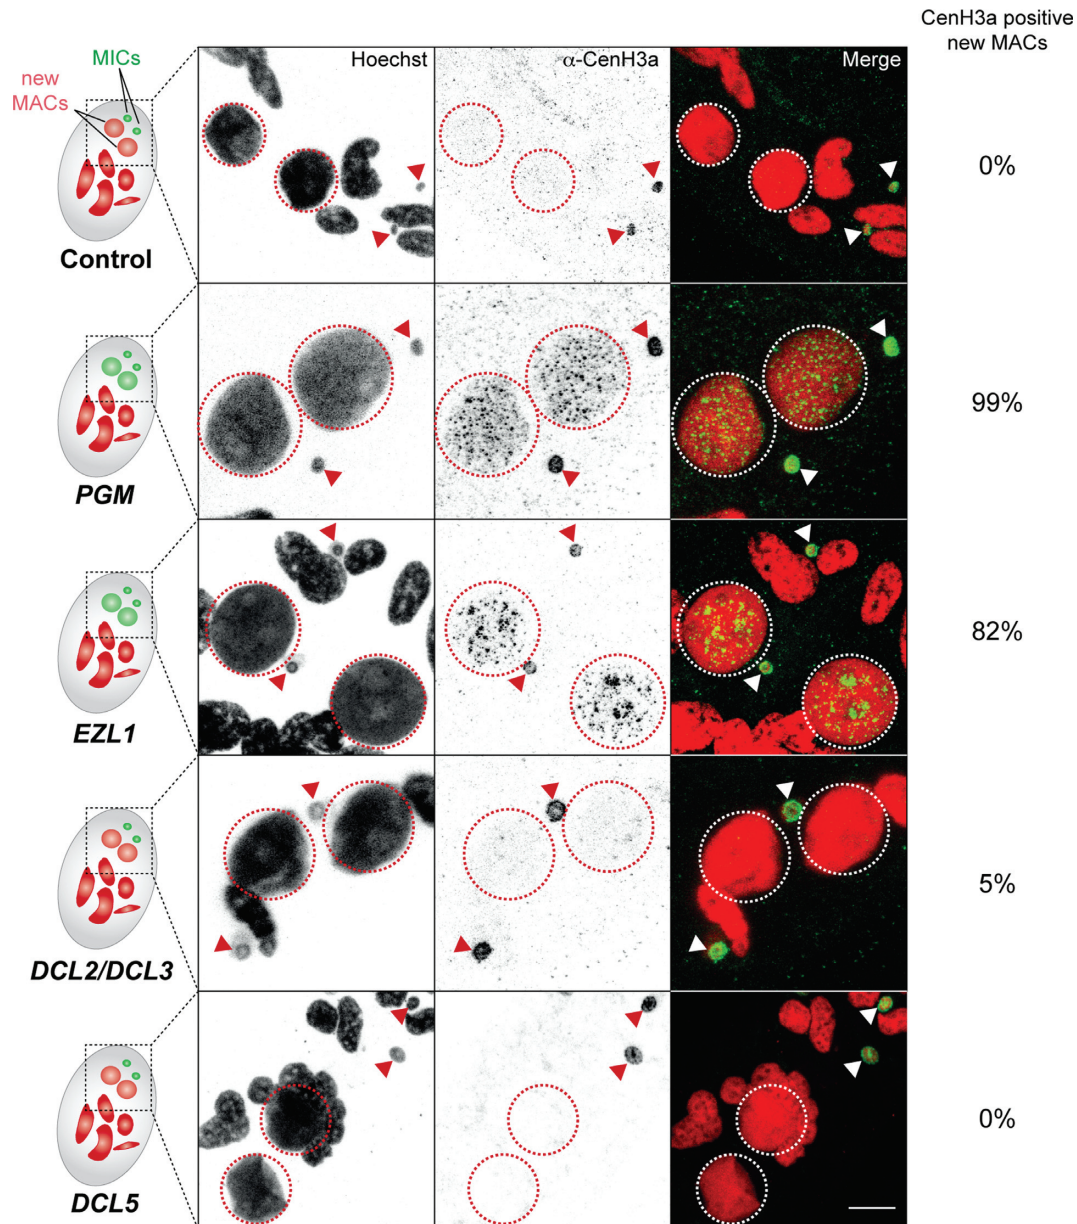 CenH3a positive
new MACs
MICs
new
MACs
Hoechst
α-CenH3a
Merge
Control
0%
PGM
99%
EZL1
82%
DCL2/DCL3
5%
DCL5
0%